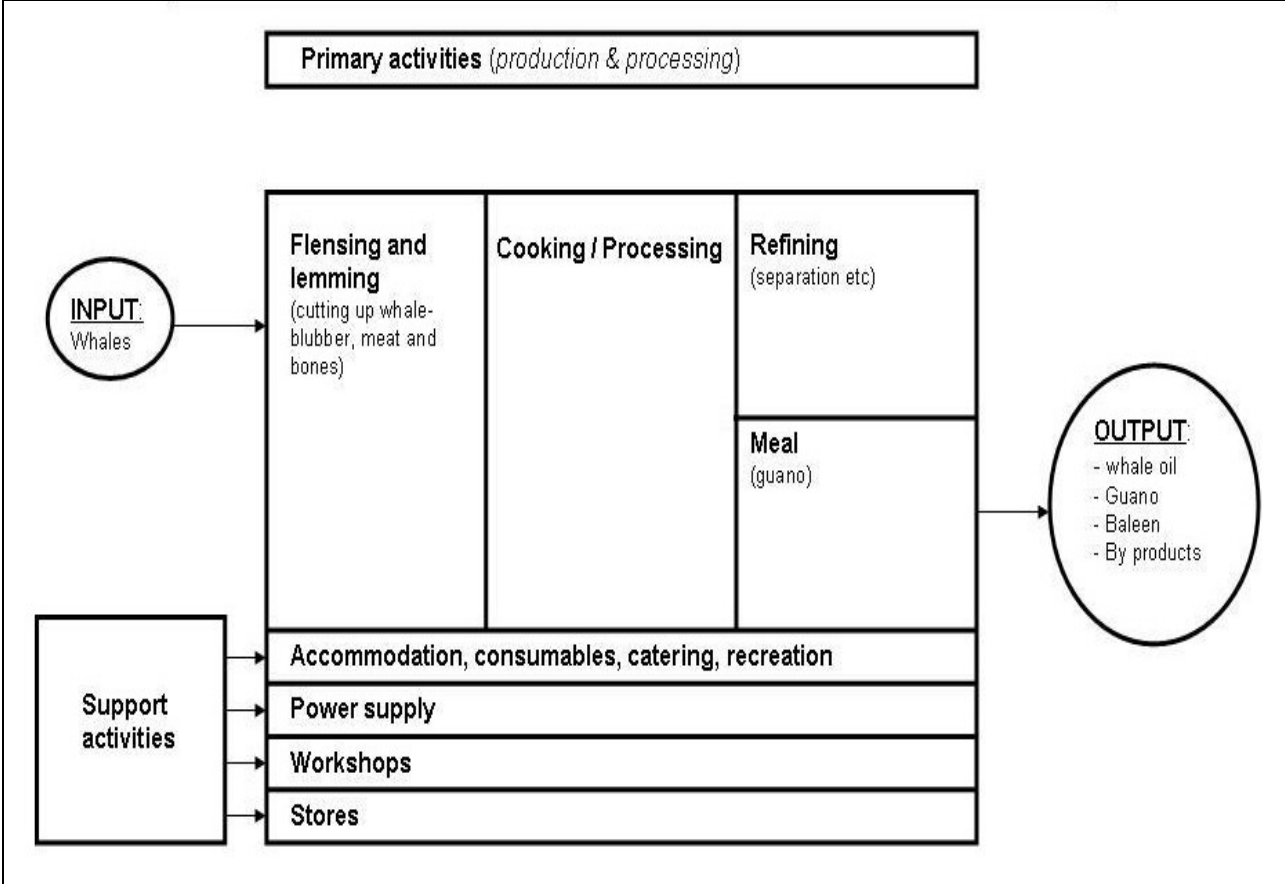 Primary activities (production & processing)
INPUT:
Whales
Flensing and
lemming
(cutting up whale-
blubber, meat and
bones)
Cooking / Processing
Refining
(separation etc)
Meal
(guano)
OUTPUT:
- whale oil
- Guano
- Baleen
- By products
Support
activities
Accommodation, consumables, catering, recreation
Power supply
Workshops
Stores